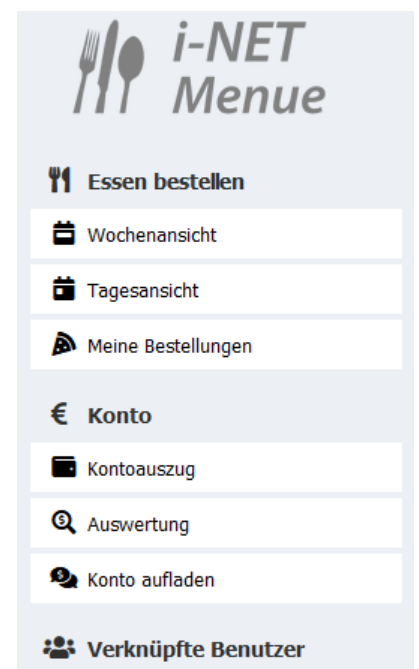 i-NET
Menue
Essen bestellen
Wochenansicht
Tagesansicht
Meine Bestellungen
€ Konto
Kontoauszug
Auswertung
Konto aufladen
Verknüpfte Benutzer